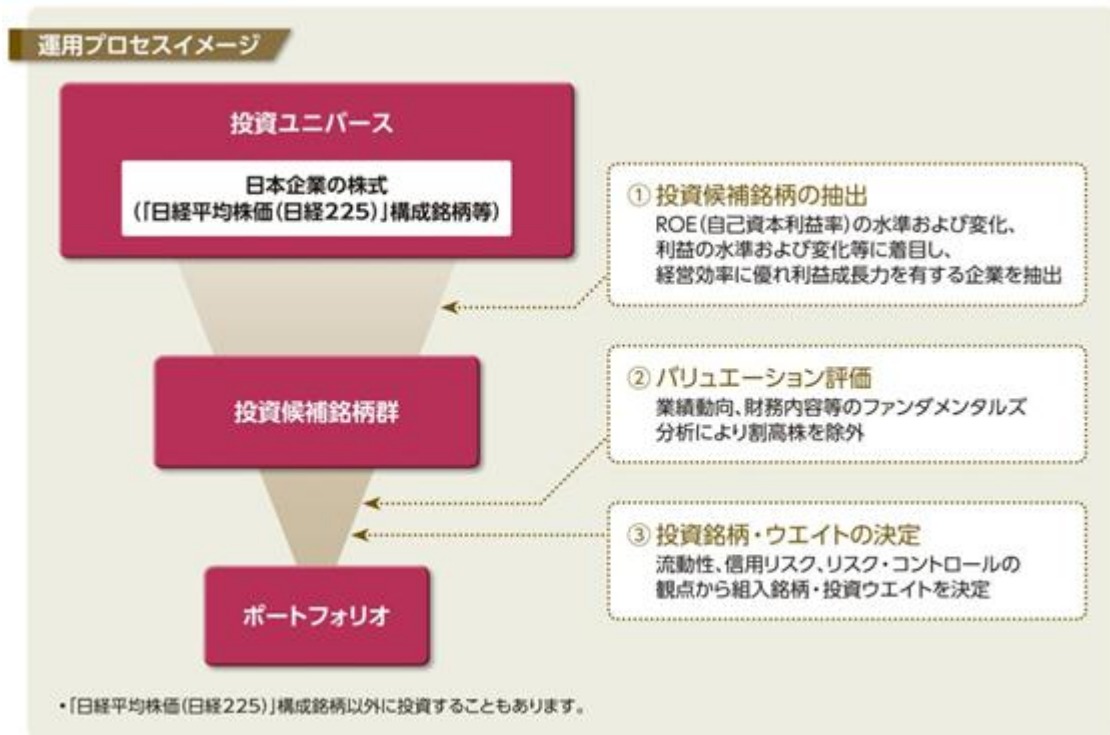 運用プロセスイメージ
投資ユニバース
日本企業の株式
(「日経平均株価(日経225)」構成銘柄等)
① 投資候補銘柄の抽出
ROE(自己資本利益率)の水準および変化、
利益の水準および変化等に着目し、
経営効率に優れ利益成長力を有する企業を抽出
投資候補銘柄群
② バリュエーション評価
業績動向、財務内容等のファンダメンタルズ
分析により割高株を除外
③ 投資銘柄・ウエイトの決定
流動性、信用リスク、リスク・コントロールの
観点から組入銘柄・投資ウエイトを決定
ポートフォリオ
・「日経平均株価(日経225)」構成銘柄以外に投資することもあります。